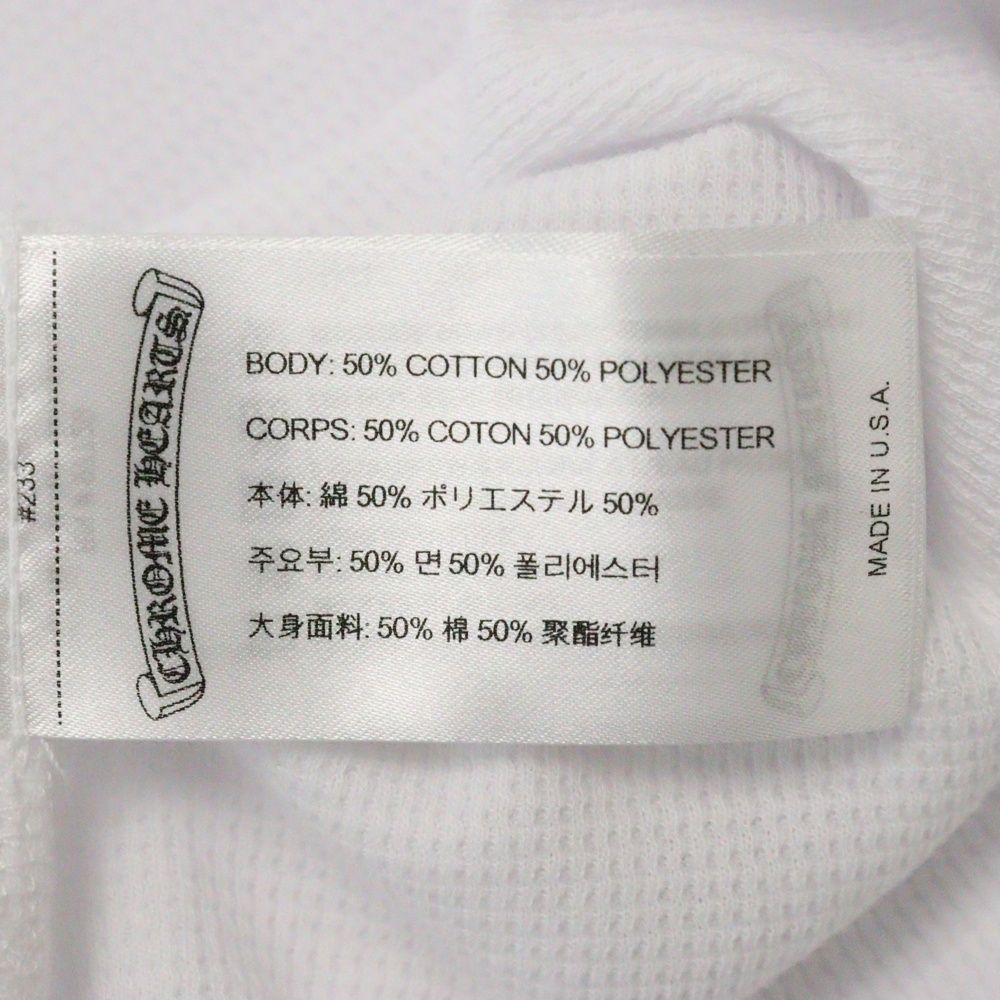 #233
CHROME HEARTS
BODY: 50% COTTON 50% POLYESTER
CORPS: 50% COTON 50% POLYESTER
本体: 綿 50% ポリエステル 50%
주요부: 50% 면 50% 폴리에스터
大身面料: 50% 棉 50% 聚酯纤维
MADE IN U.S.A.